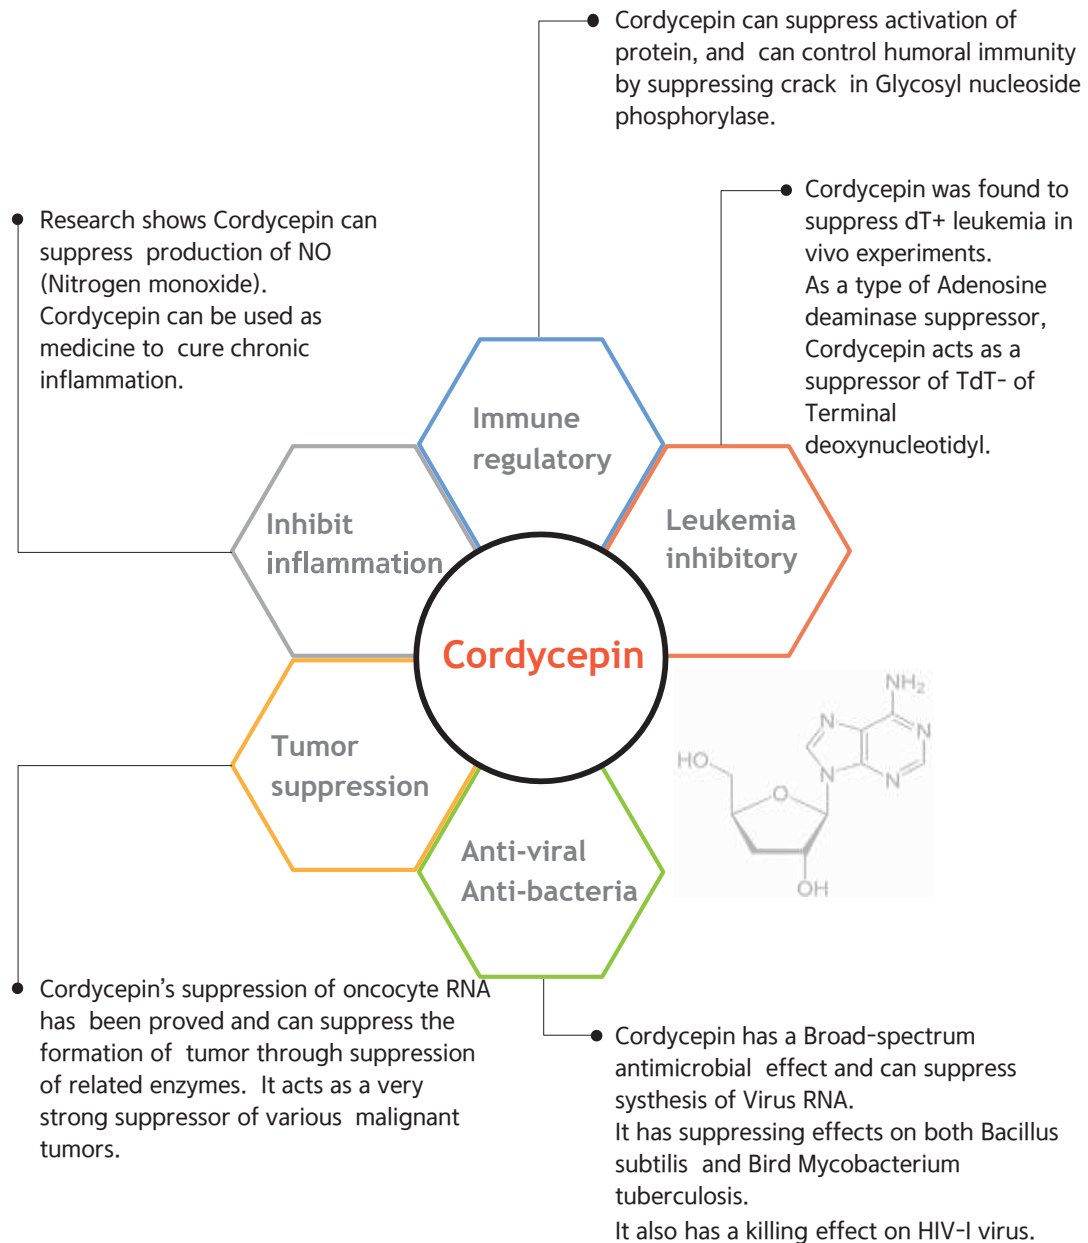 Cordycepin can suppress activation of
protein, and can control humoral immunity
by suppressing crack in Glycosyl nucleoside
phosphorylase.
Cordycepin was found to
suppress dT+ leukemia in
vivo experiments.
As a type of Adenosine
deaminase suppressor,
Cordycepin acts as a
suppressor of TdT- of
Terminal
deoxynucleotidyl.
Research shows Cordycepin can
suppress production of NO
(Nitrogen monoxide).
Cordycepin can be used as
medicine to cure chronic
inflammation.
Immune
regulatory
Leukemia
inhibitory
Inhibit
inflammation
Cordycepin
Tumor
suppression
Anti-viral
Anti-bacteria
NH2
N
N
N
N
HO
O
OH
Cordycepin's suppression of oncocyte RNA
has been proved and can suppress the
formation of tumor through suppression
of related enzymes. It acts as a very
strong suppressor of various malignant
tumors.
Cordycepin has a Broad-spectrum
antimicrobial effect and can suppress
systhesis of Virus RNA.
It has suppressing effects on both Bacillus
subtilis and Bird Mycobacterium
tuberculosis.
It also has a killing effect on HIV-I virus.